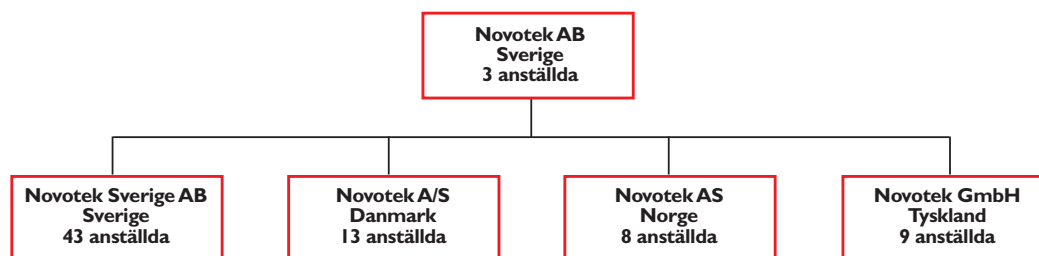 Novotek AB
Sverige
3 anställda
Novotek Sverige AB
Sverige
43 anställda
Novotek A/S
Danmark
13 anställda
Novotek AS
Norge
8 anställda
Novotek GmbH
Tyskland
9 anställda